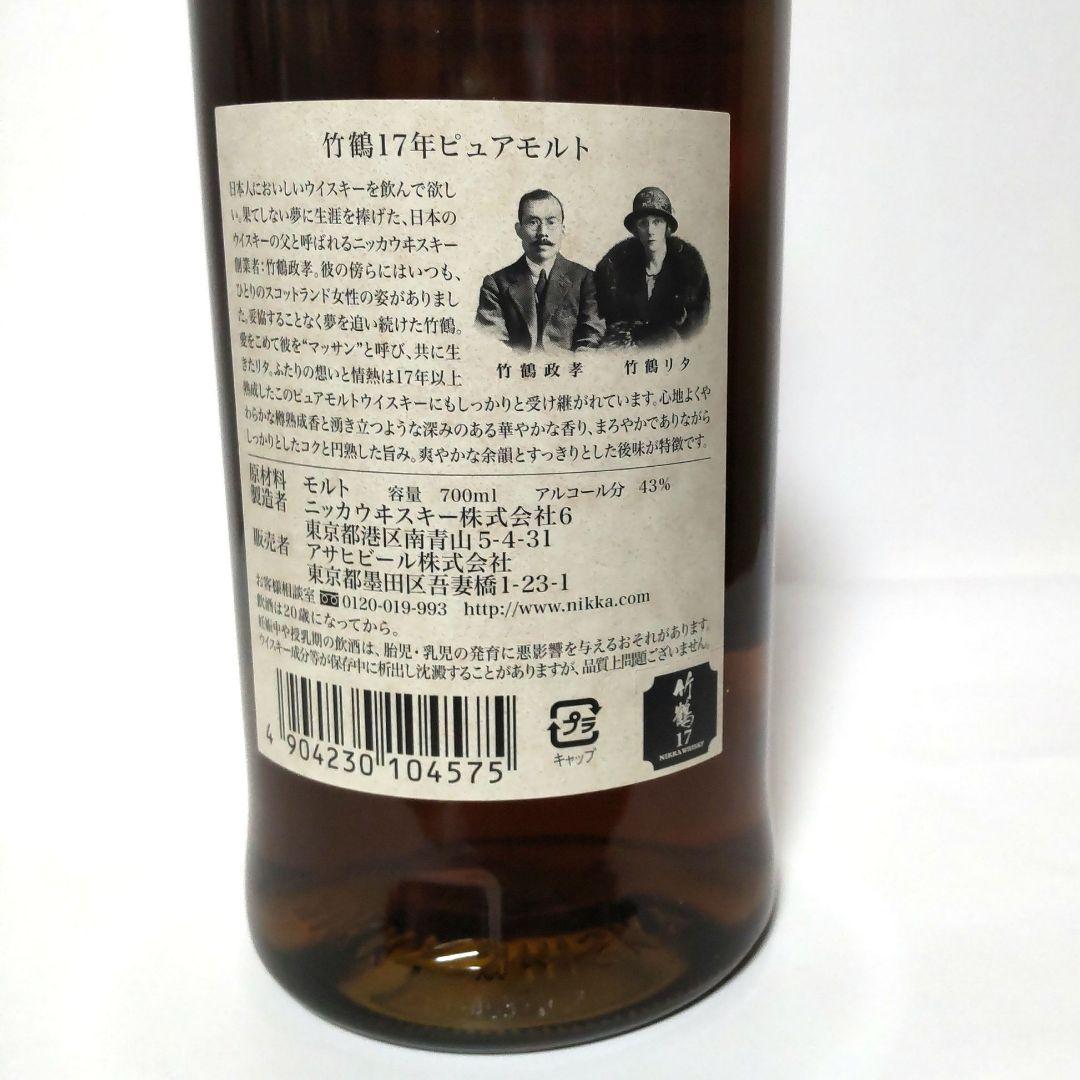 竹鶴17年ピュアモルト
日本人においしいウイスキーを飲んで欲し
い。果てしない夢に生涯を捧げた、日本の
ウイスキーの父と呼ばれるニッカウヰスキー
創業者：竹鶴政孝。彼の傍らにはいつも、
ひとりのスコットランド女性の姿がありまし
た。妥協することなく夢を追い続けた竹鶴。
愛をこめて彼を“マッサン”と呼び、共に生
きたリタ。ふたりの想いと情熱は17年以上
熟成したこのピュアモルトウイスキーにもしっかりと受け継がれています。心地よくや
わらかな樽熟成香と湧き立つような深みのある華やかな香り、まろやかでありながら
しっかりとしたコクと円熟した旨み。爽やかな余韻とすっきりとした後味が特徴です。
竹鶴政孝 竹鶴リタ
原材料 モルト 容量 700ml アルコール分 43%
製造者 ニッカウヰスキー株式会社6
東京都港区南青山5-4-31
販売者 アサヒビール株式会社
東京都墨田区吾妻橋1-23-1
お客様相談室 0120-019-993 http://www.nikka.com
飲酒は20歳になってから。
妊娠中や授乳期の飲酒は、胎児・乳児の発育に悪影響を与えるおそれがあります。
ウイスキー成分等が保存中に析出し沈澱することがありますが、品質上問題ございません。
4 904230 104575
プラ
キャップ
竹鶴
17
NIKKA WHISKY